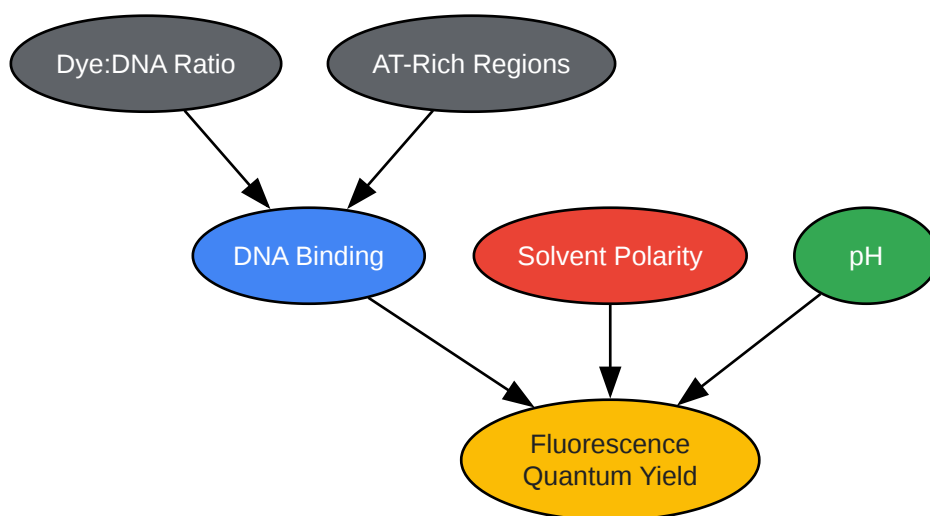 Dye:DNA Ratio
AT-Rich Regions
DNA Binding
Solvent Polarity
pH
Fluorescence
Quantum Yield